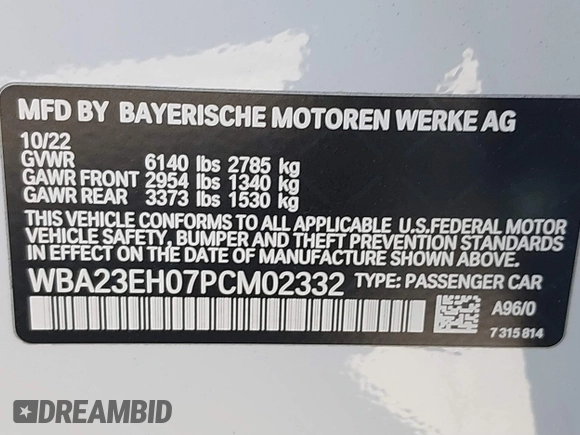 MFD BY BAYERISCHE MOTOREN WERKE AG
10/22
GVWR 6140 lbs 2785 kg
GAWR FRONT 2954 lbs 1340 kg
GAWR REAR 3373 lbs 1530 kg
THIS VEHICLE CONFORMS TO ALL APPLICABLE U.S.FEDERAL MOTOR
VEHICLE SAFETY, BUMPER AND THEFT PREVENTION STANDARDS
IN EFFECT ON THE DATE OF MANUFACTURE SHOWN ABOVE.
WBA23EH07PCM02332 TYPE: PASSENGER CAR
A96/0
7 315 814
DREAMBID